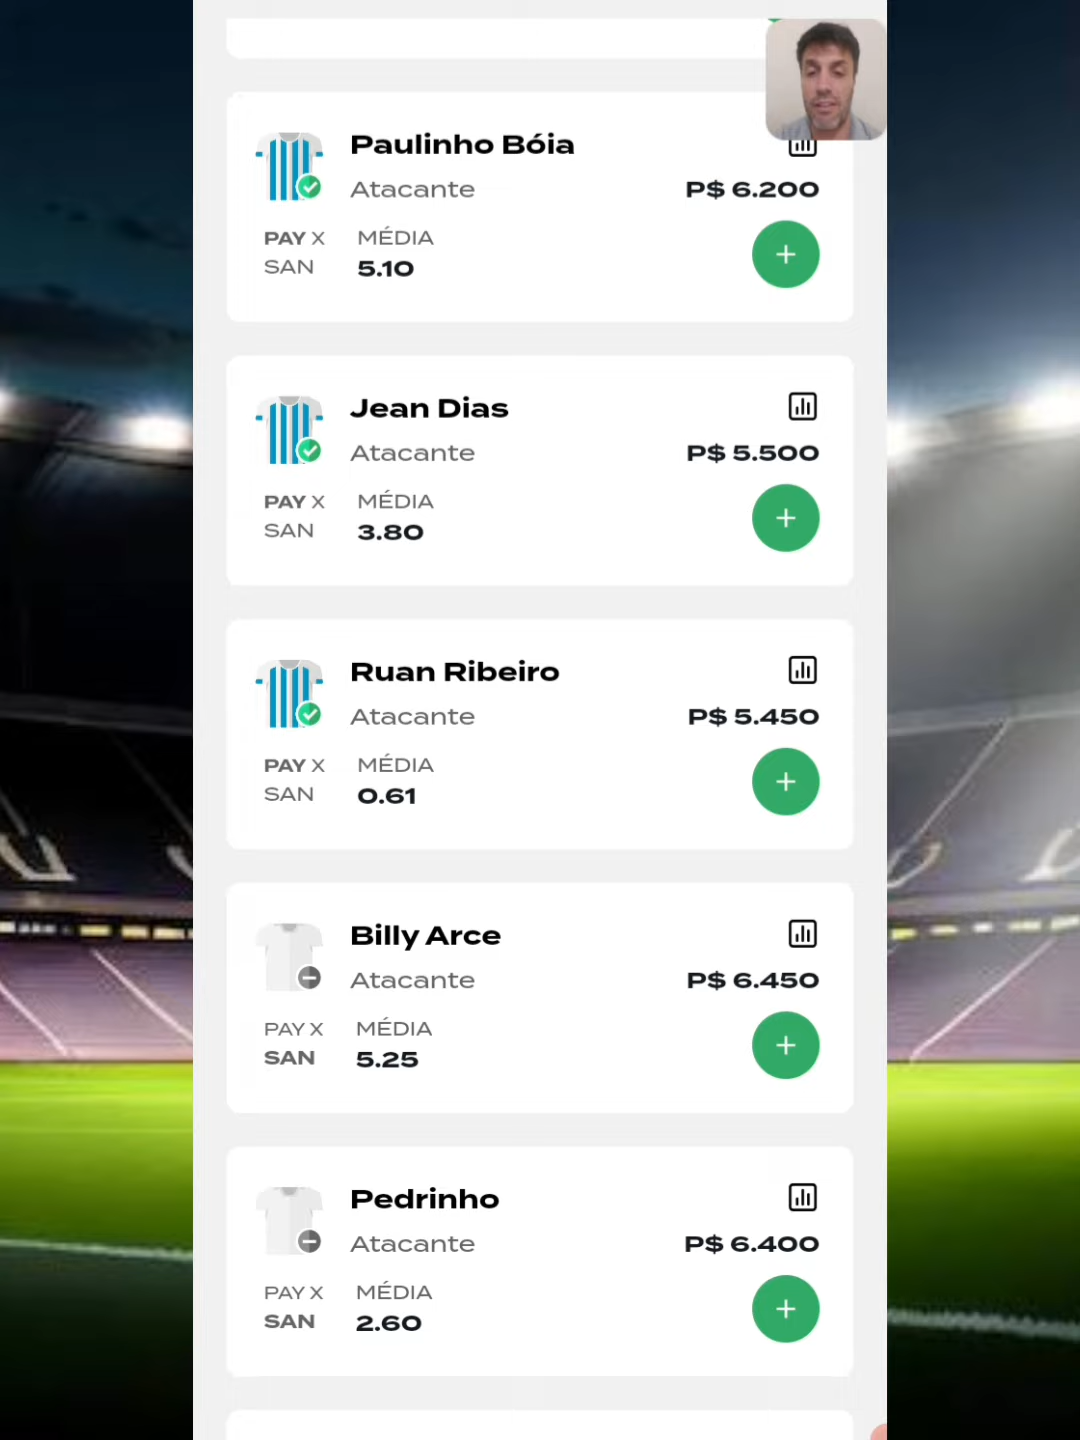 Paulinho Bóia
Atacante
P$ 6.200
PAY X
SAN
MÉDIA
5.10
Jean Dias
Atacante
P$ 5.500
PAY X
SAN
MÉDIA
3.80
Ruan Ribeiro
Atacante
P$ 5.450
PAY X
SAN
MÉDIA
0.61
Billy Arce
Atacante
P$ 6.450
PAY X
SAN
MÉDIA
5.25
Pedrinho
Atacante
P$ 6.400
PAY X
SAN
MÉDIA
2.60